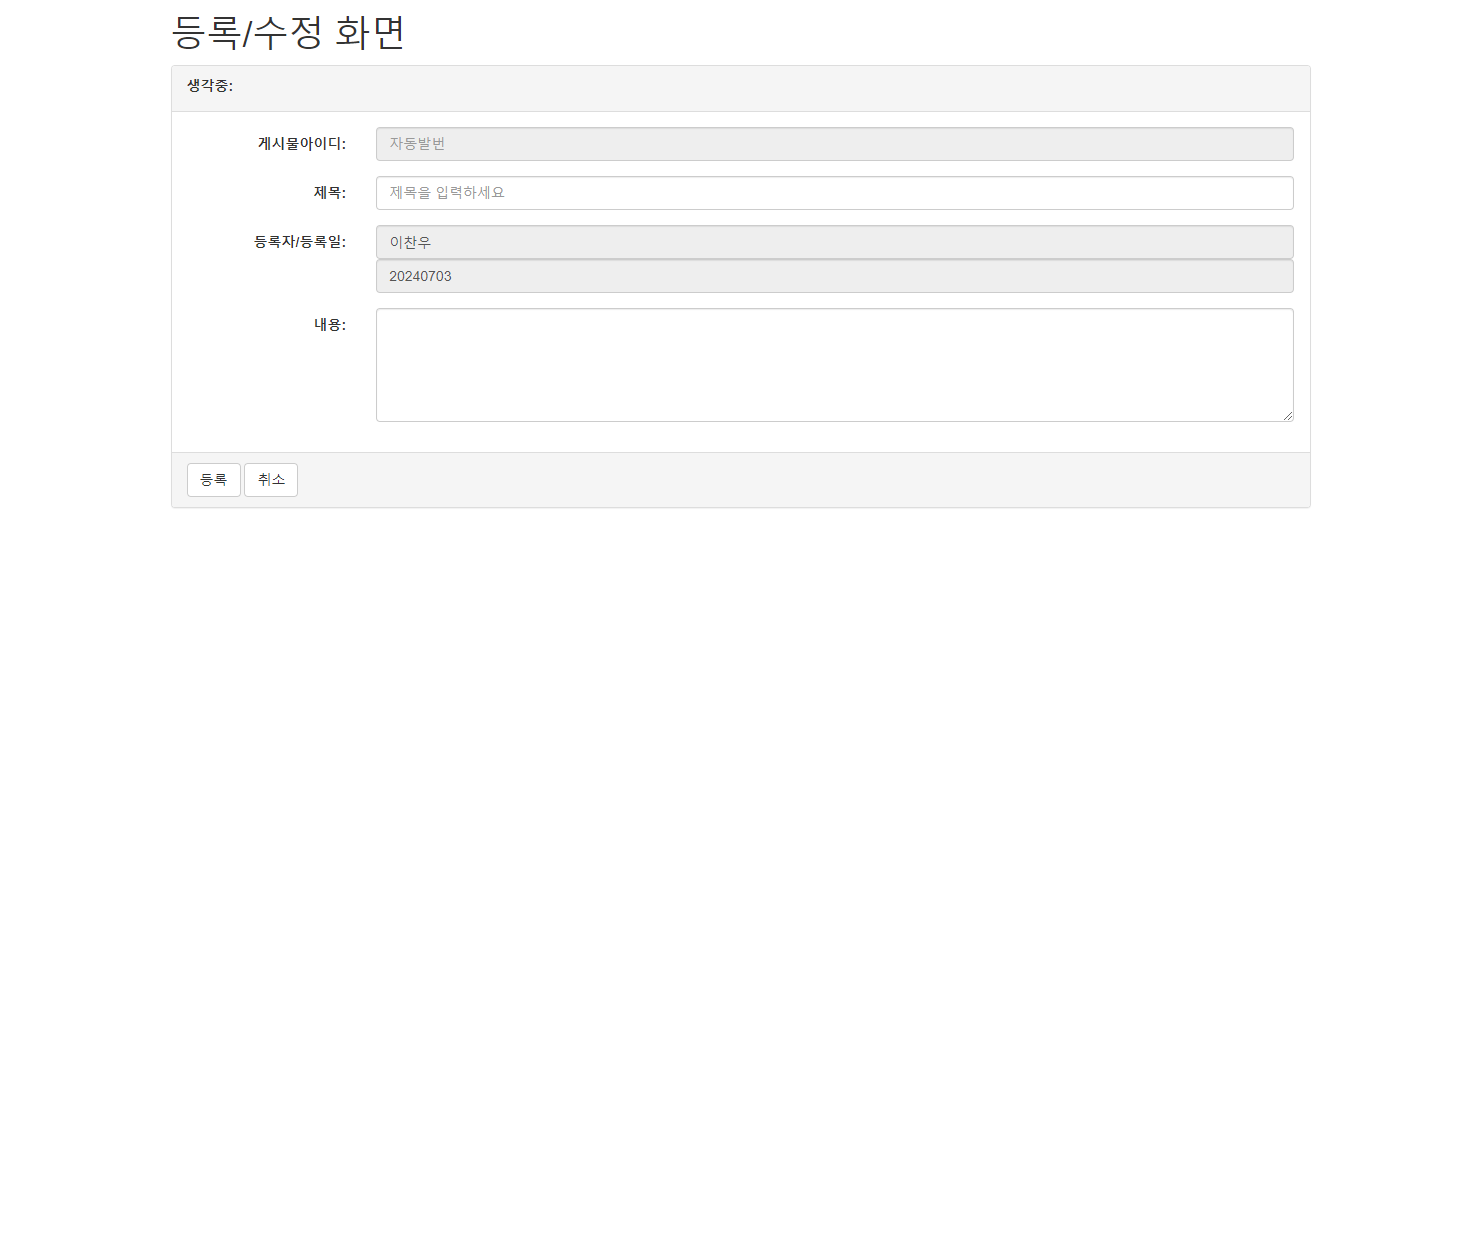 등록/수정 화면
생각중:
게시물아이디: 자동발번
제목: 제목을 입력하세요
등록자/등록일: 이찬우
20240703
내용:
등록 취소